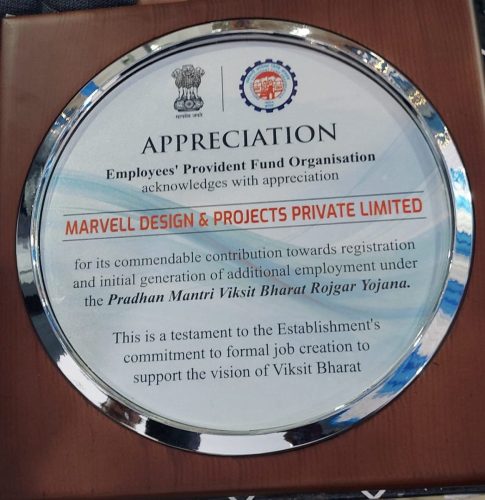 APPRECIATION
Employees' Provident Fund Organisation
acknowledges with appreciation
MARVELL DESIGN & PROJECTS PRIVATE LIMITED
for its commendable contribution towards registration
and initial generation of additional employment under
the Pradhan Mantri Viksit Bharat Rojgar Yojana.
This is a testament to the Establishment's
commitment to formal job creation to
support the vision of Viksit Bharat